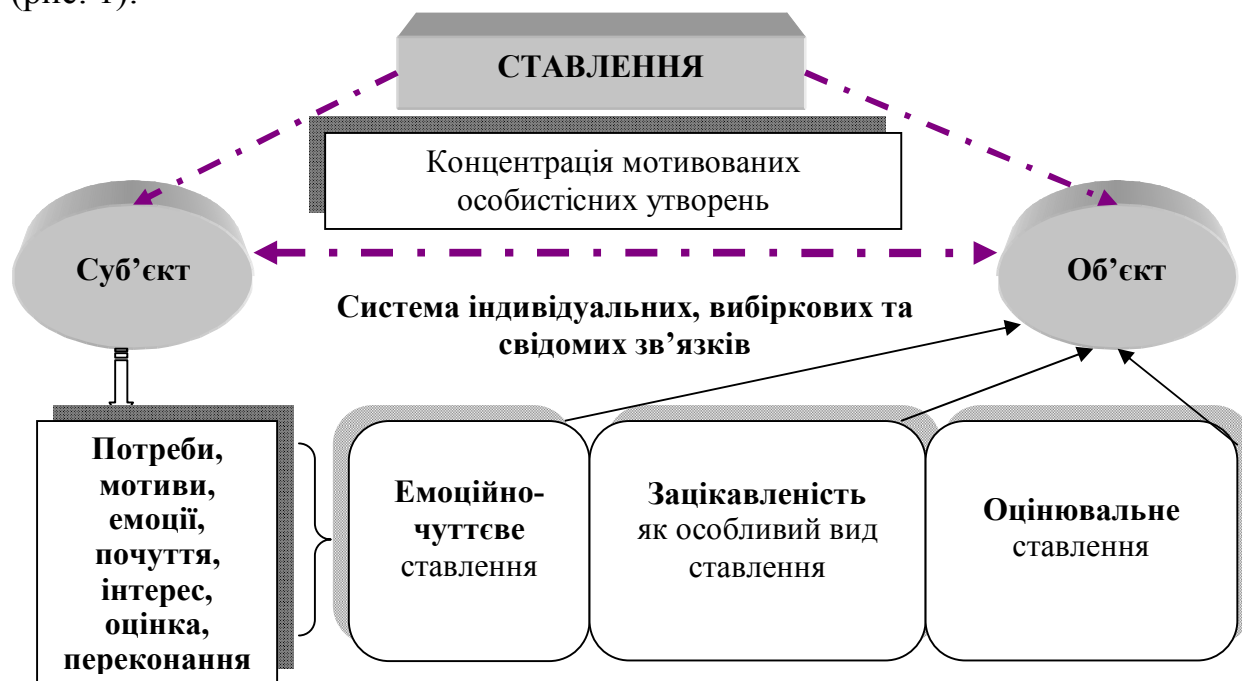 (рис. 1).
СТАВЛЕННЯ
Концентрація мотивованих
особистісних утворень
Суб’єкт
Об’єкт
Система індивідуальних, вибіркових та
свідомих зв’язків
Потреби,
мотиви,
емоції,
почуття,
інтерес,
оцінка,
переконання
Емоційно-
чуттєве
ставлення
Зацікавленість
як особливий вид
ставлення
Оцінювальне
ставлення